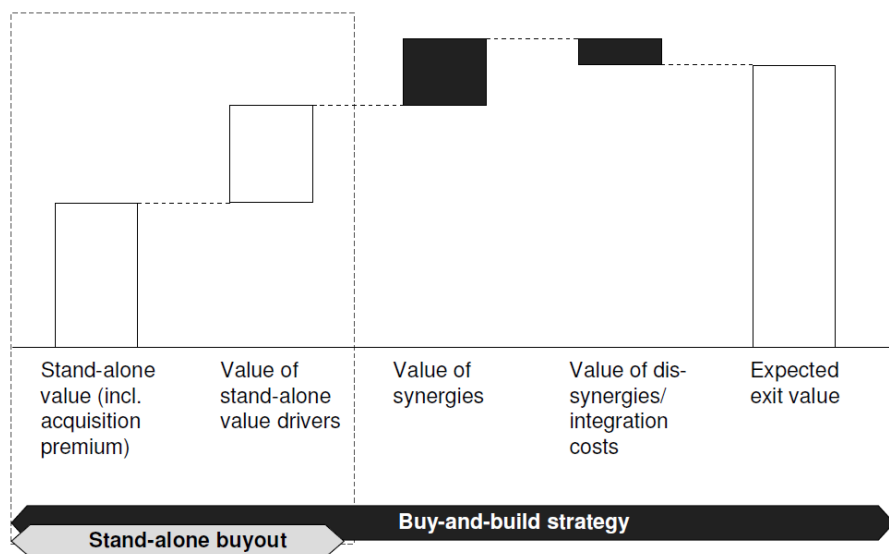 Stand-alone
value (incl.
acquisition
premium)
Value of
stand-alone
value drivers
Value of
synergies
Value of dis-
synergies/
integration
costs
Expected
exit value
Buy-and-build strategy
Stand-alone buyout